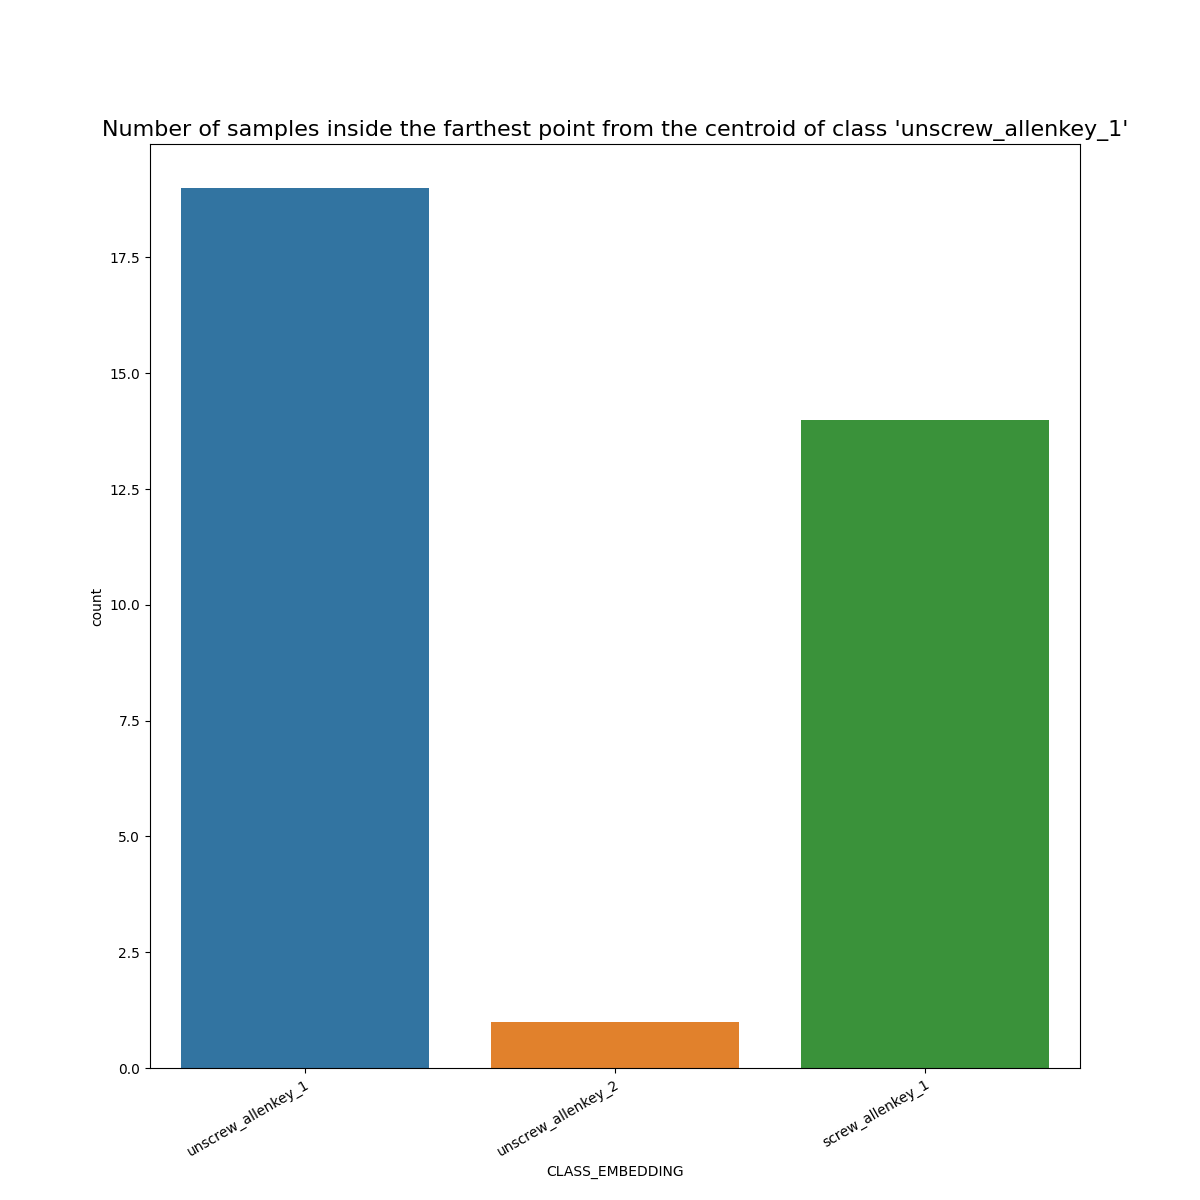 Number of samples inside the farthest point from the centroid of class 'unscrew_allenkey_1'
17.5
15.0
12.5
10.0
7.5
5.0
2.5
0.0
count
unscrew_allenkey_1
unscrew_allenkey_2
screw_allenkey_1
CLASS_EMBEDDING